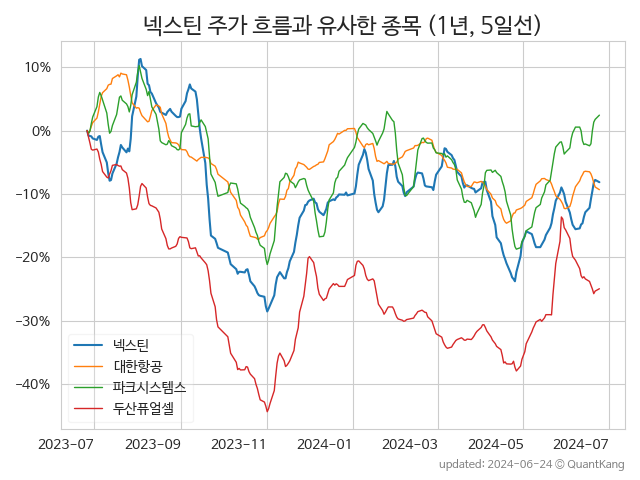 넥스틴 주가 흐름과 유사한 종목 (1년, 5일선)
10%
0%
−10%
−20%
−30%
−40%
넥스틴
대한항공
파크시스템스
두산퓨얼셀
2023-07 2023-09 2023-11 2024-01 2024-03 2024-05 2024-07
updated: 2024-06-24 © QuantKang